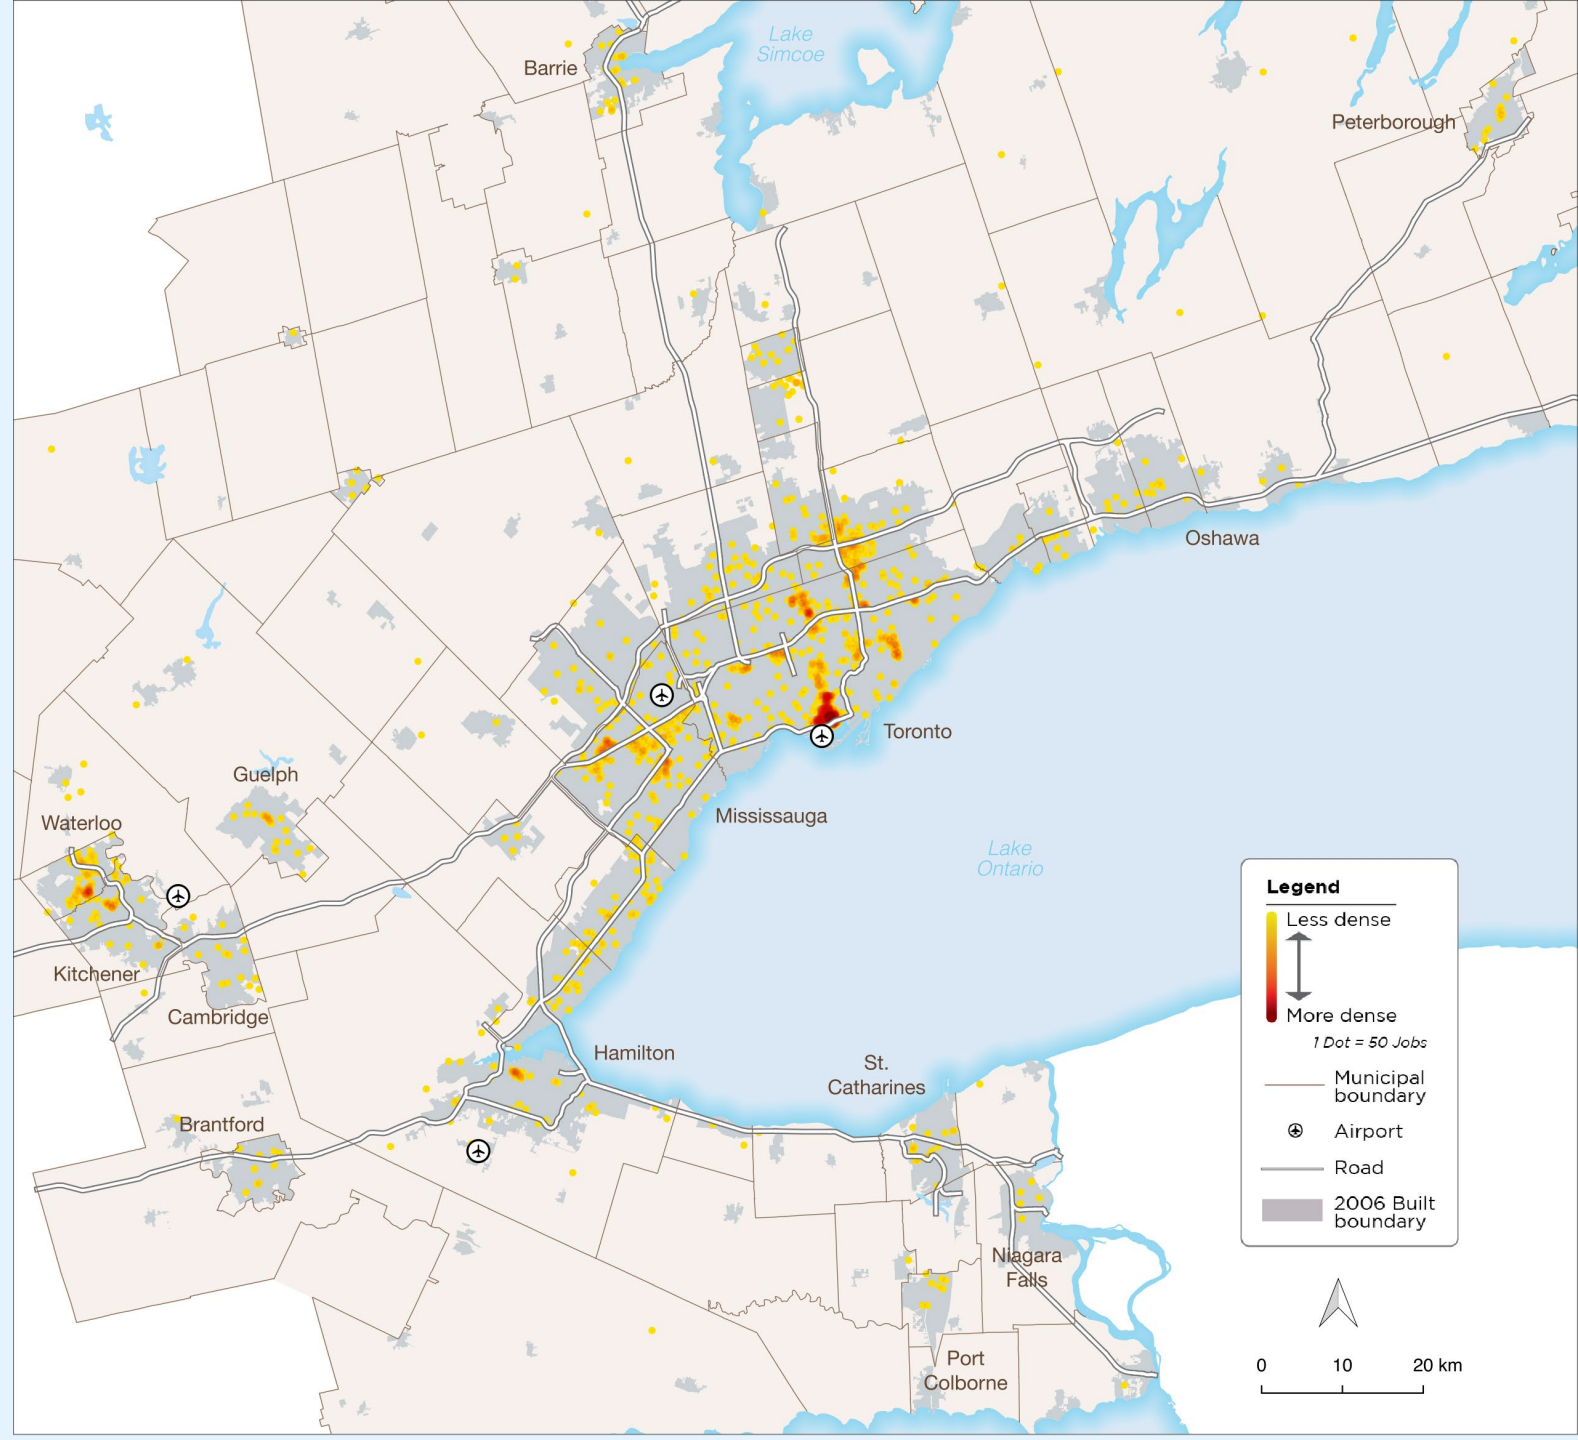 Lake
Simcoe
Barrie
Peterborough
Oshawa
Toronto
Guelph
Waterloo
Mississauga
Lake
Ontario
Kitchener
Cambridge
Hamilton
St.
Catharines
Brantford
Niagara
Falls
Port
Colborne
Legend
Less dense
More dense
1 Dot = 50 Jobs
Municipal
boundary
Airport
Road
2006 Built
boundary
0 10 20 km